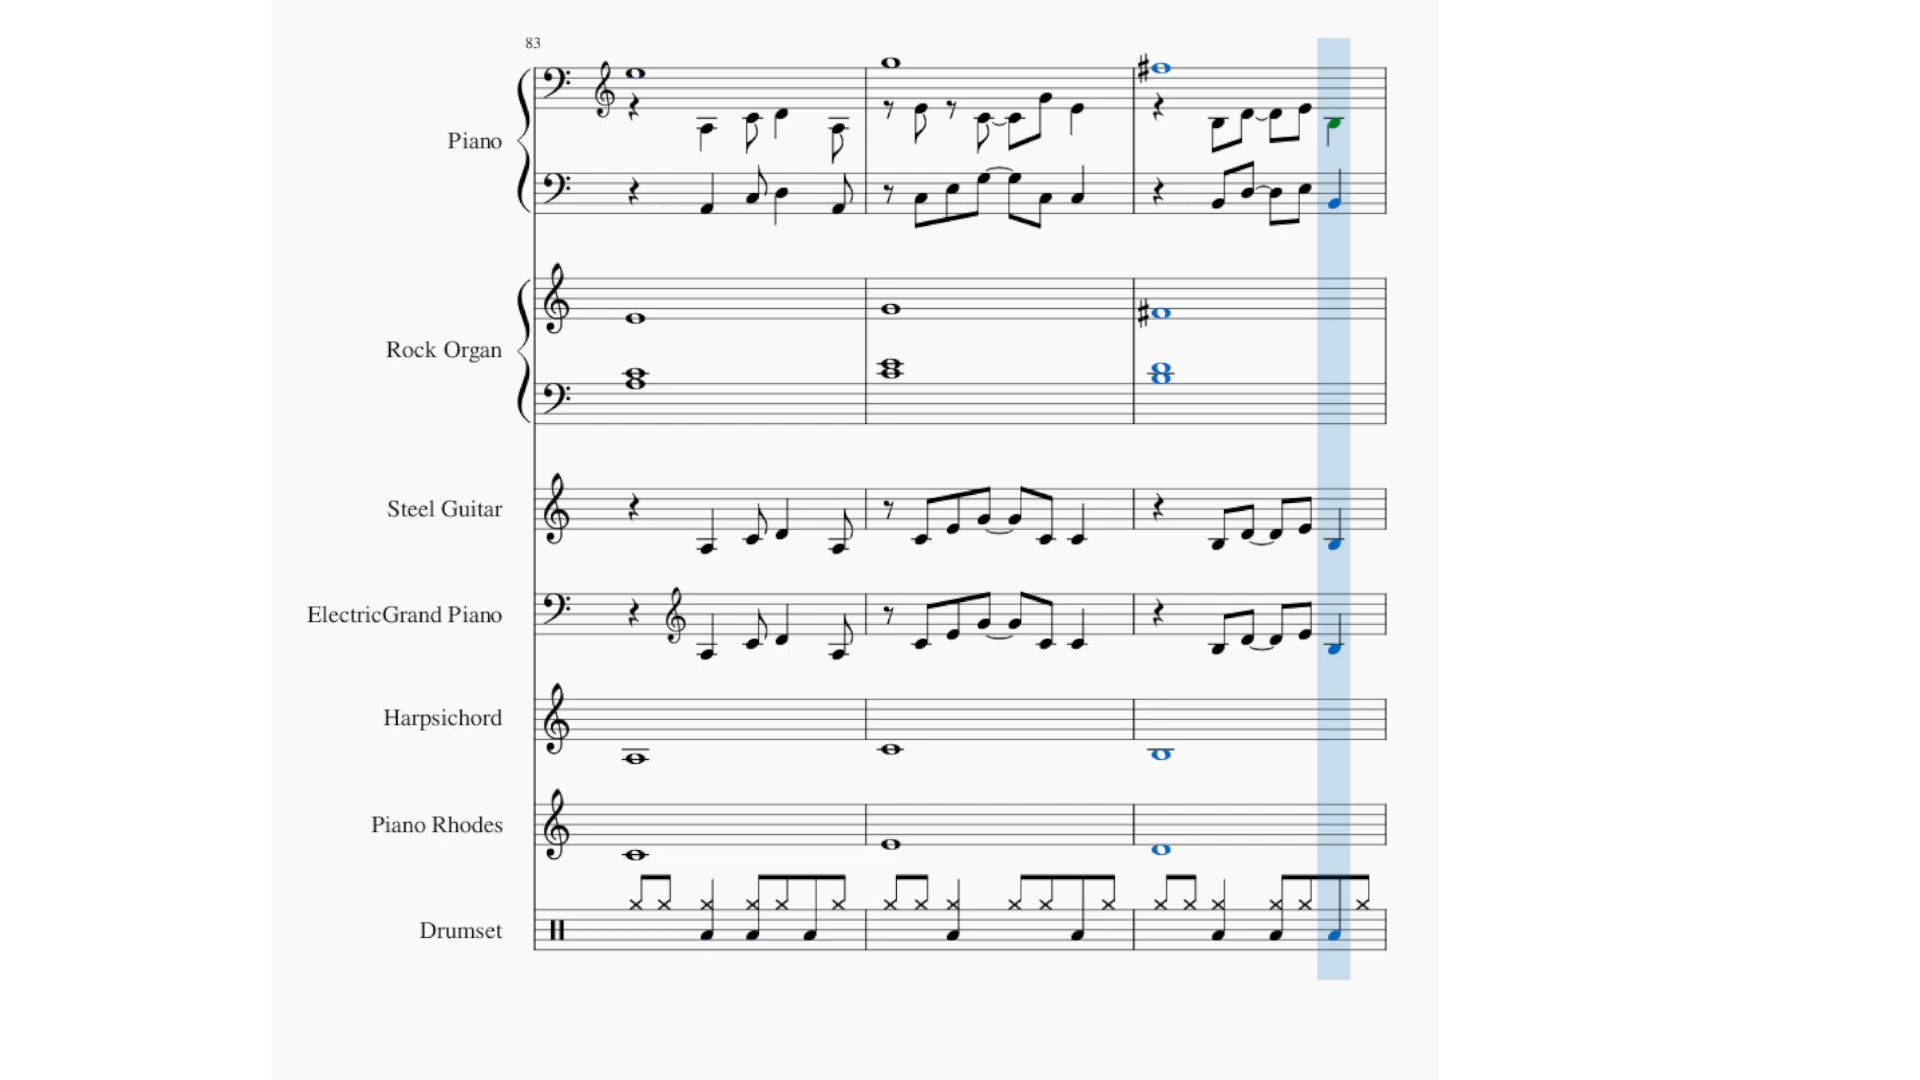 83
Piano
Rock Organ
Steel Guitar
ElectricGrand Piano
Harpsichord
Piano Rhodes
Drumset